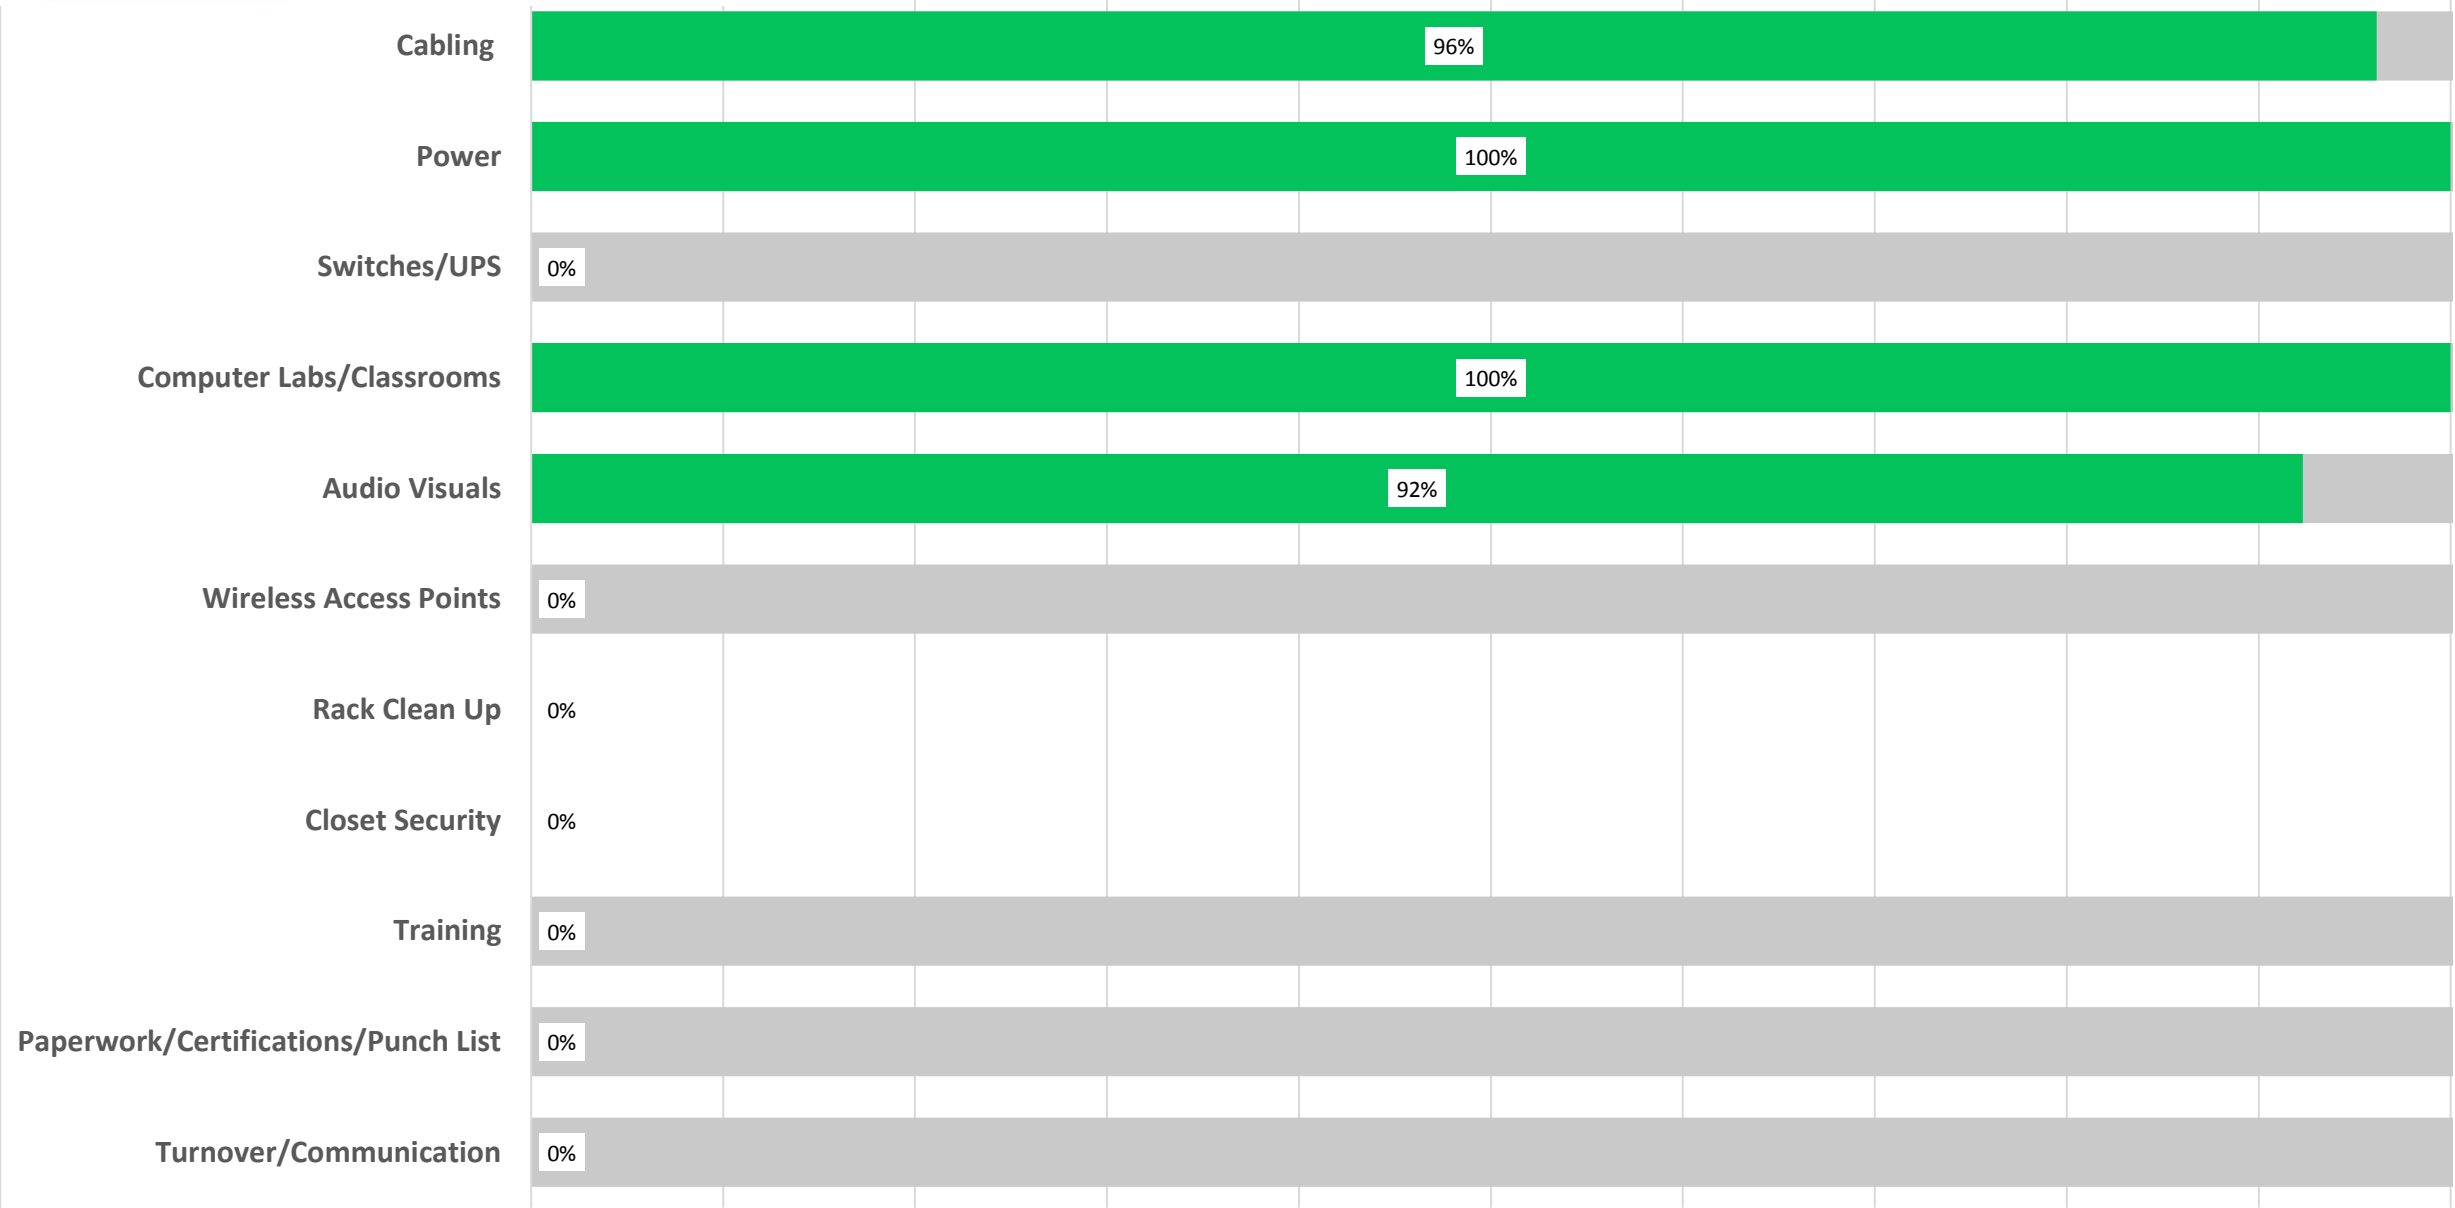 Cabling 96%
Power 100%
Switches/UPS 0%
Computer Labs/Classrooms 100%
Audio Visuals 92%
Wireless Access Points 0%
Rack Clean Up 0%
Closet Security 0%
Training 0%
Paperwork/Certifications/Punch List 0%
Turnover/Communication 0%